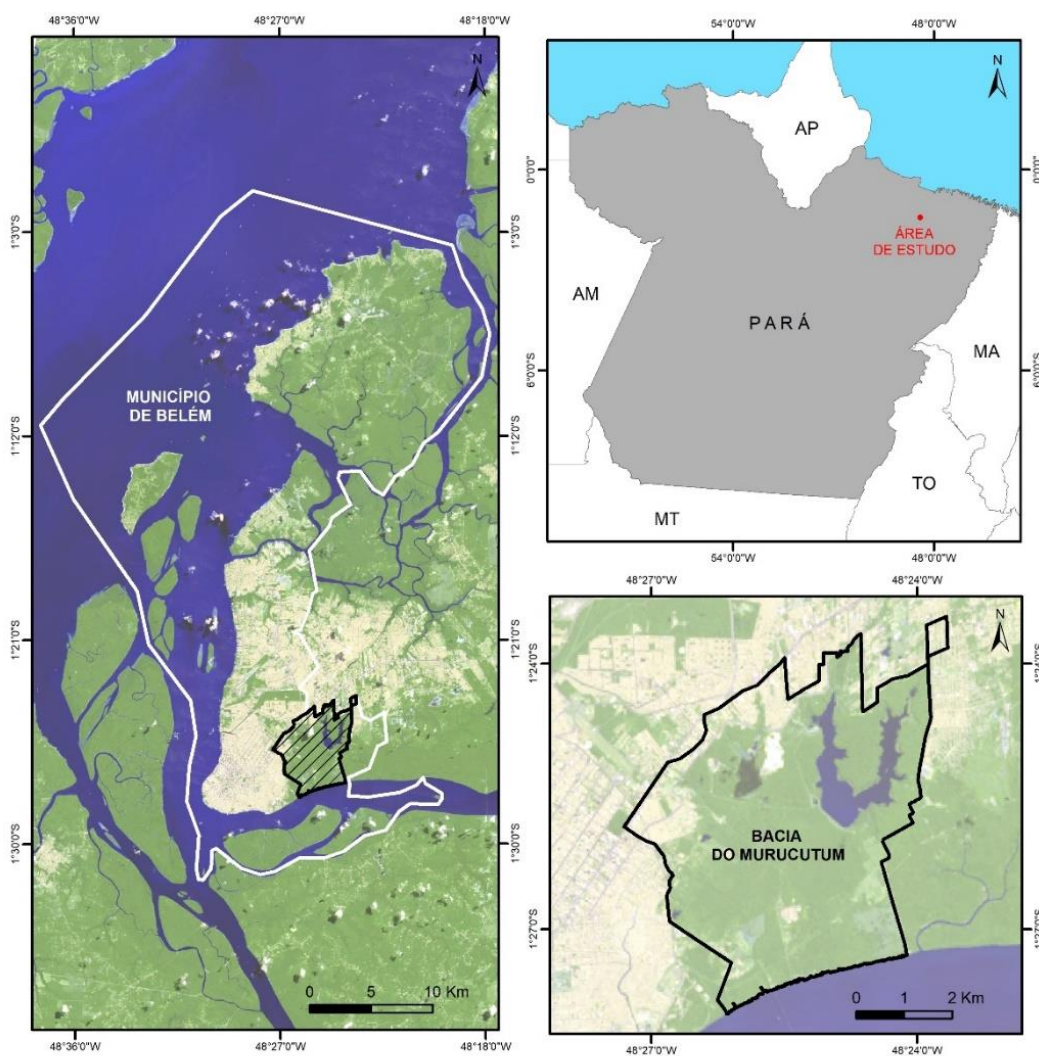 48°36'0"W
48°27'0"W
48°18'0"W
N
1°3'0"S
1°12'0"S
1°21'0"S
1°30'0"S
MUNICÍPIO
DE BELÉM
0 5 10 Km
48°36'0"W
48°27'0"W
48°18'0"W
54°0'0"W
48°0'0"W
N
0°0'0"
0°0'0"
6°0'0"S
6°0'0"S
AP
ÁREA
DE ESTUDO
AM
PARÁ
MA
TO
MT
54°0'0"W
48°0'0"W
48°27'0"W
48°24'0"W
N
1°24'0"S
1°24'0"S
BACIA
DO MURUCUTUM
1°27'0"S
1°27'0"S
0 1 2 Km
48°27'0"W
48°24'0"W